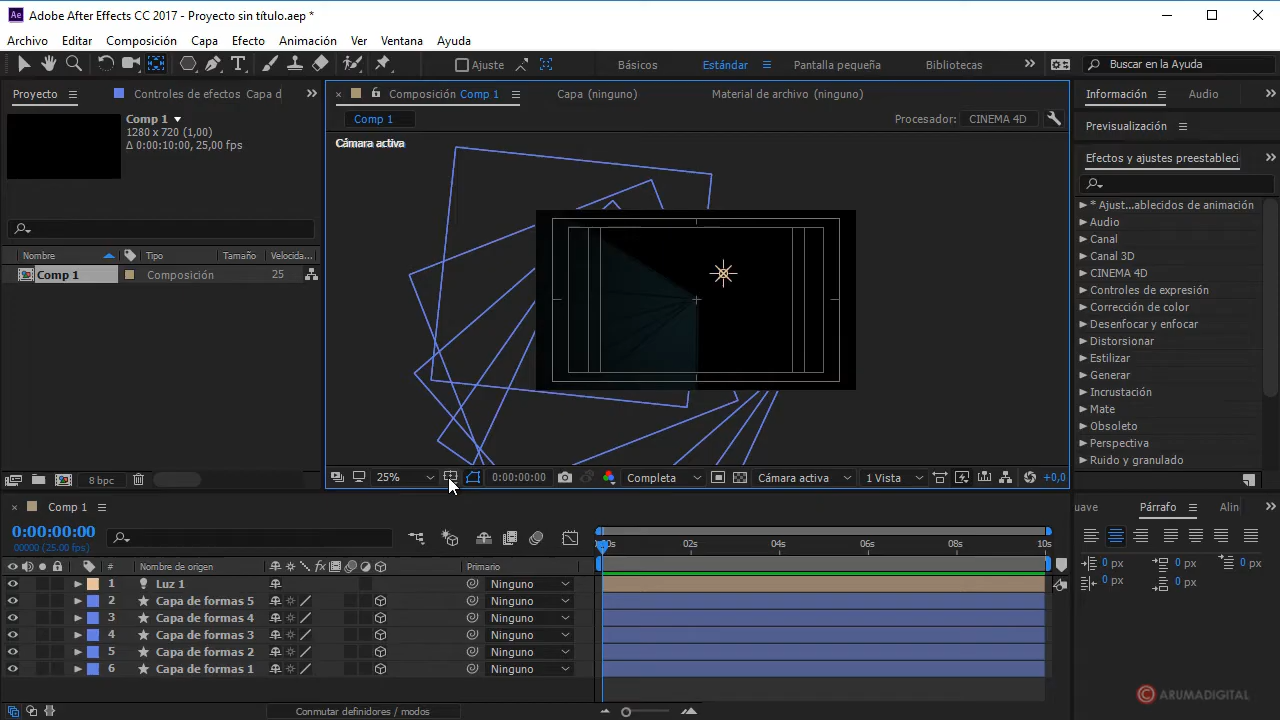 Adobe After Effects CC 2017 - Proyecto sin título.aep *
Archivo Editar Composición Capa Efecto Animación Ver Ventana Ayuda
Ajuste Básicos Estándar Pantalla pequeña Bibliotecas Buscar en la Ayuda
Proyecto Controles de efectos Capa d
Composición Comp 1 Capa (ninguno) Material de archivo (ninguno)
Información Audio
Comp 1
1280 x 720 (1,00)
Δ 0:00:10:00, 25,00 fps
Comp 1 Procesador: CINEMA 4D
Previsualización
Cámara activa
Efectos y ajustes preestableci
Nombre Tipo Tamaño Velocida...
Comp 1 Composición 25
* Ajust...ablecidos de animación
Audio
Canal
Canal 3D
CINEMA 4D
Controles de expresión
Corrección de color
Desenfocar y enfocar
Distorsionar
Estilizar
Generar
Incrustación
Mate
Obsoleto
Perspectiva
Ruido y granulado
8 bpc
25% 0:00:00:00 Completa Cámara activa 1 Vista +0,0
Comp 1
uave Párrafo Alin
0:00:00:00
00000 (25.00 fps)
02s 04s 06s 08s 10s
# Nombre de origen fx Primario
0 px 0 px 0 px
0 px 0 px
1 Luz 1 Ninguno
2 Capa de formas 5 Ninguno
3 Capa de formas 4 Ninguno
4 Capa de formas 3 Ninguno
5 Capa de formas 2 Ninguno
6 Capa de formas 1 Ninguno
Conmutar definidores / modos
© ARUMADIGITAL